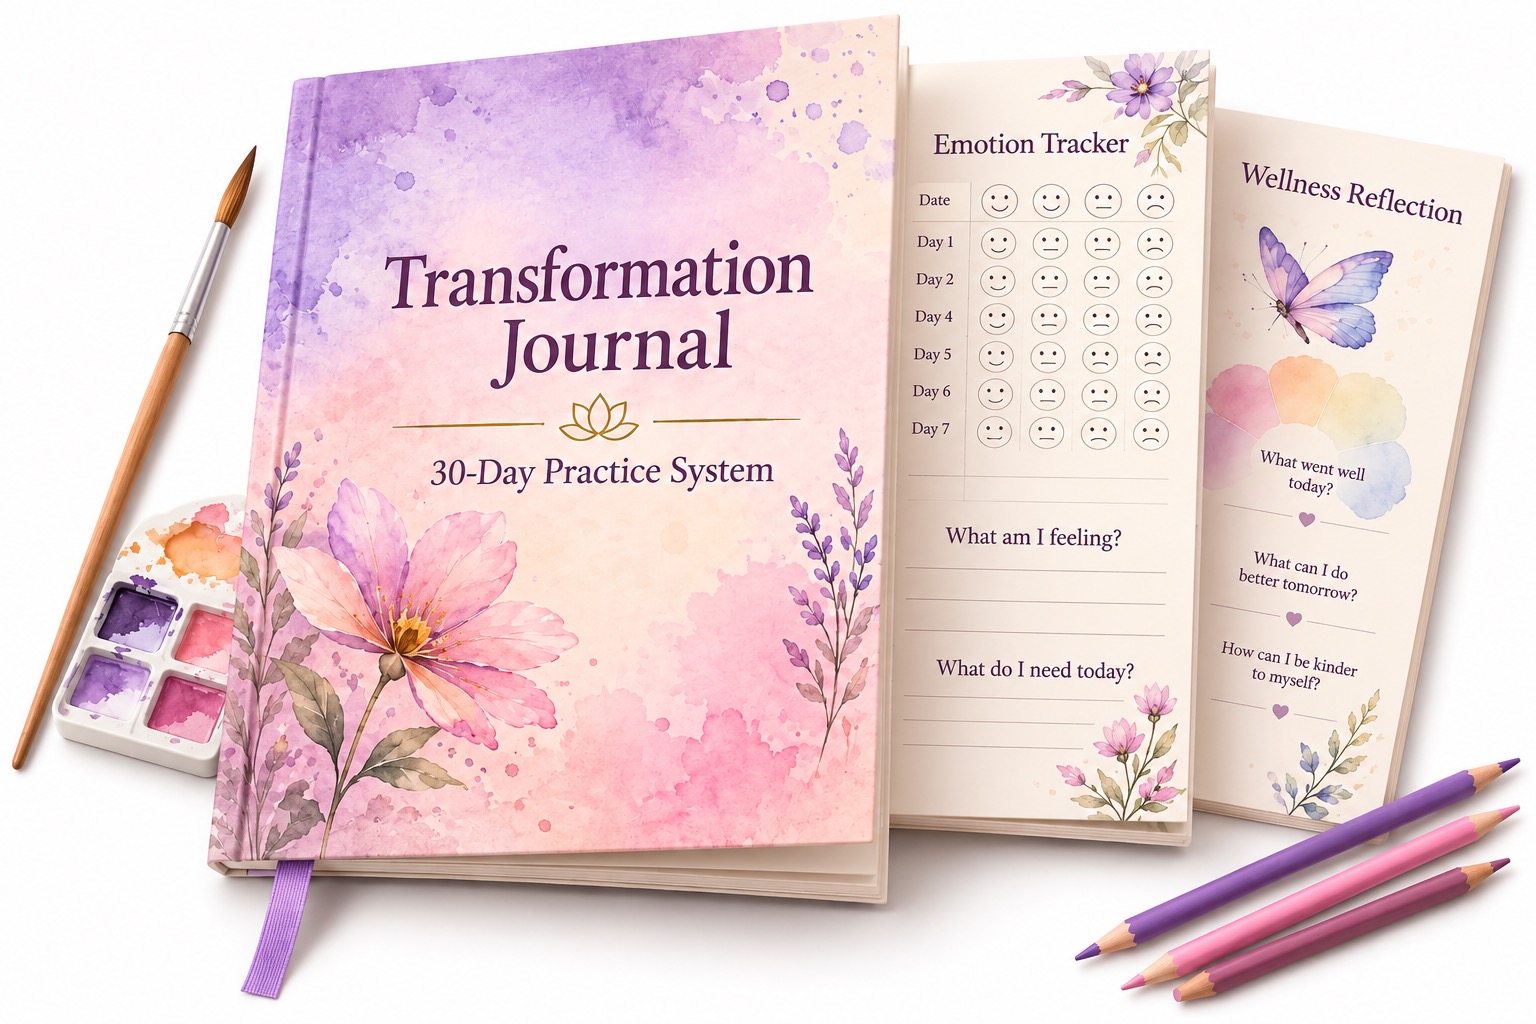 Transformation
Journal
30-Day Practice System
Emotion Tracker
Date
Day 1
Day 2
Day 4
Day 5
Day 6
Day 7
What am I feeling?
What do I need today?
Wellness Reflection
What went well
today?
What can I do
better tomorrow?
How can I be kinder
to myself?